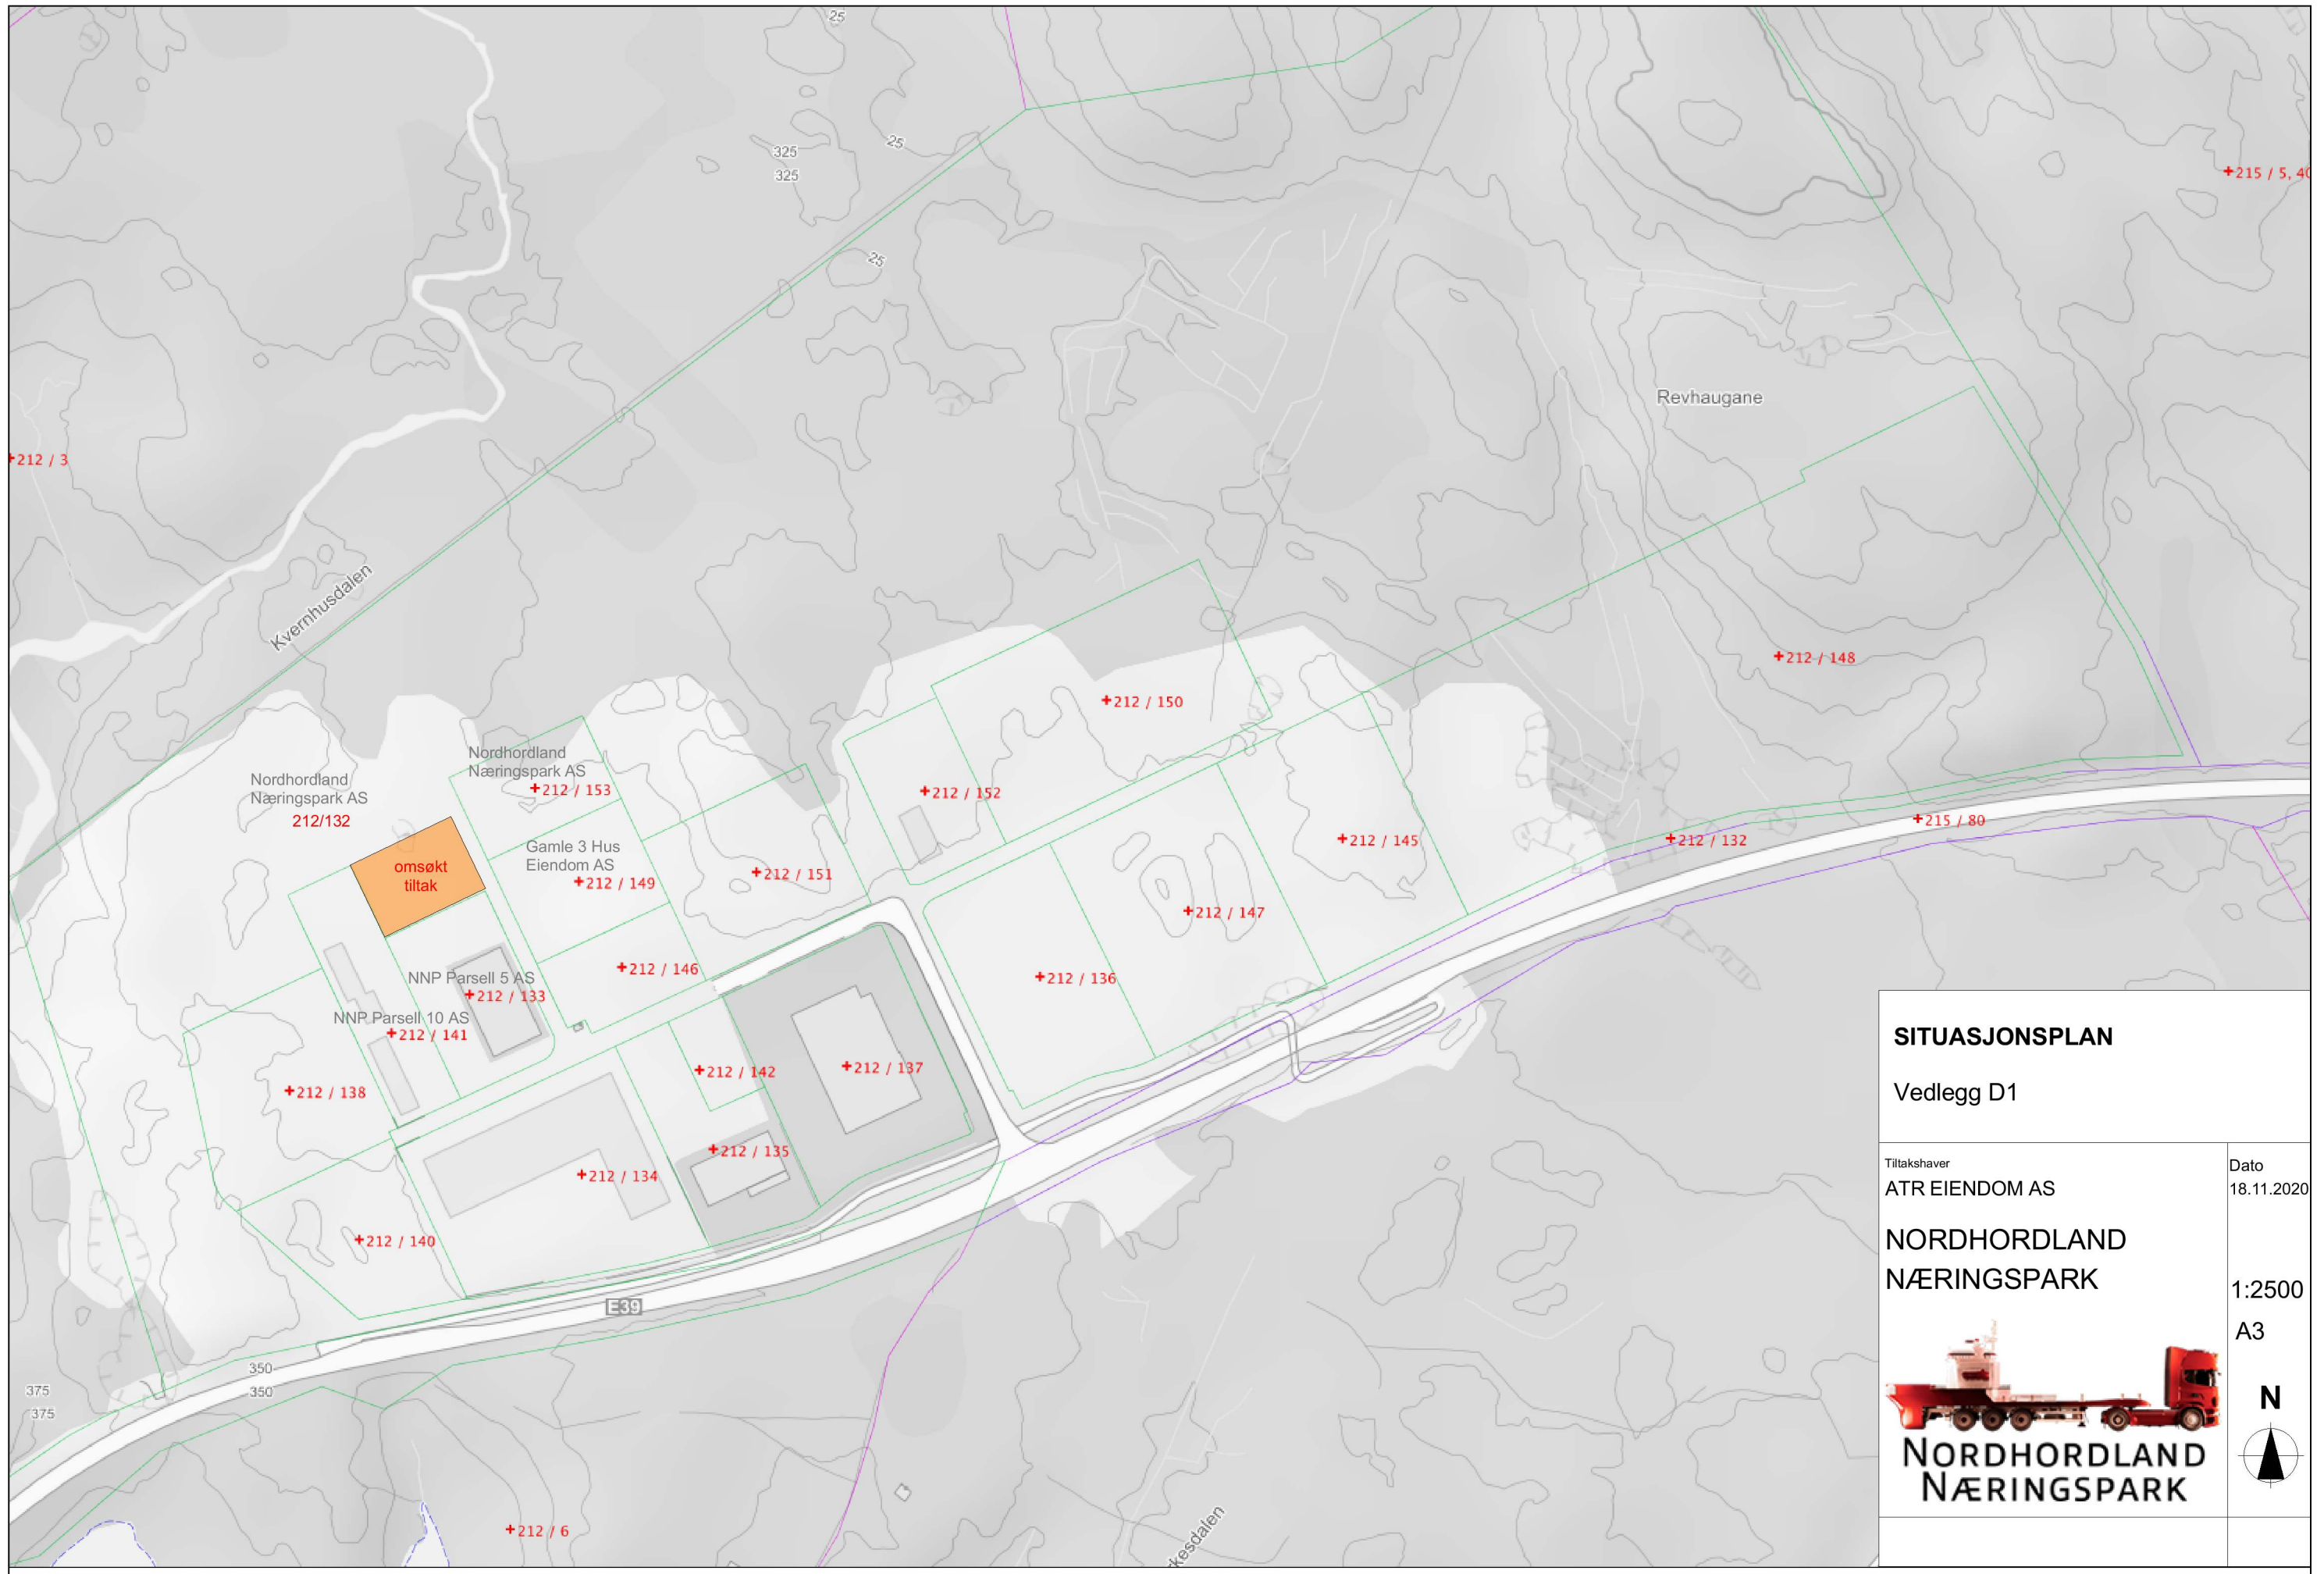 25
325
25
325
+215 / 5, 40
25
Revhaugane
+212 / 3
Kvernhusdalen
+212 / 148
+212 / 150
Nordhordland
Næringspark AS
+212 / 153
Nordhordland
Næringspark AS
212/132
+212 / 152
+215 / 80
+212 / 132
+212 / 145
Gamle 3 Hus
Eiendom AS
+212 / 149
omsøkt
tiltak
+212 / 151
+212 / 147
+212 / 146
NNP Parsell 5 AS
+212 / 133
+212 / 136
NNP Parsell 10 AS
+212 / 141
+212 / 142
+212 / 137
+212 / 138
+212 / 135
+212 / 134
+212 / 140
E39
350
350
375
375
+212 / 6
kesdalen
SITUASJONSPLAN
Vedlegg D1
Tiltakshaver
ATR EIENDOM AS
Dato
18.11.2020
NORDHORDLAND
NÆRINGSPARK
1:2500
A3
N
NORDHORDLAND
NÆRINGSPARK